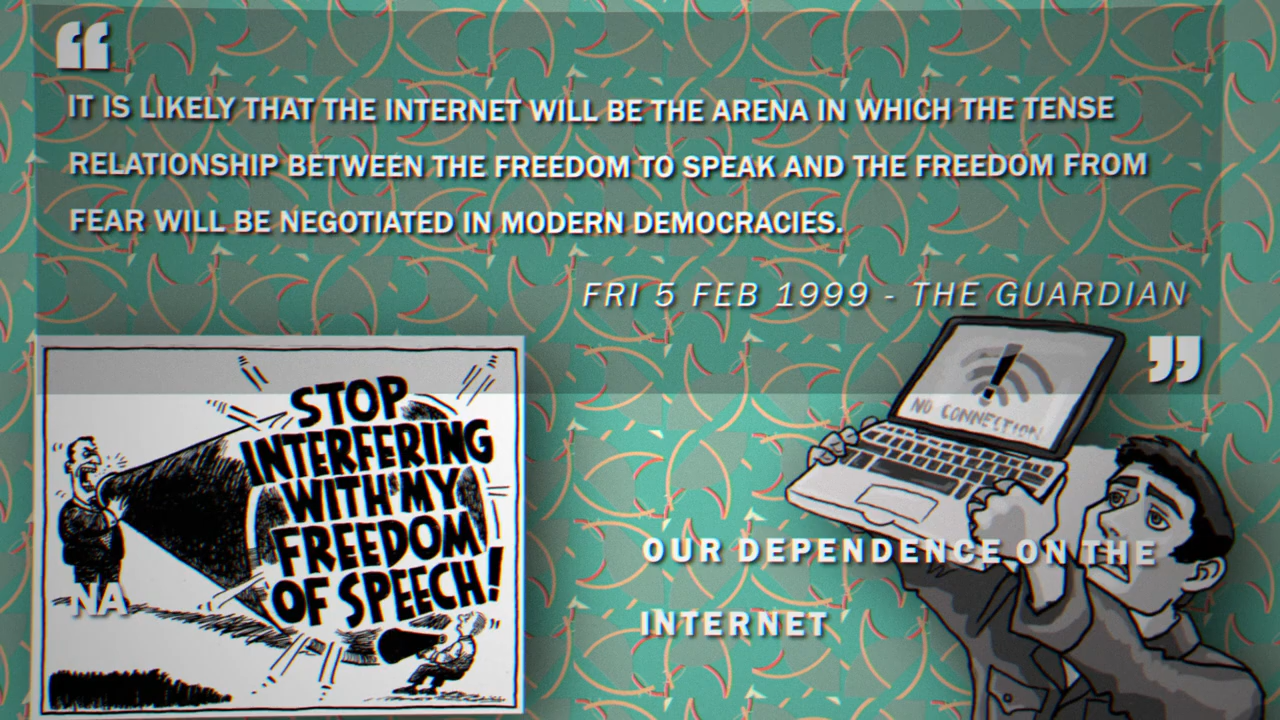 “
IT IS LIKELY THAT THE INTERNET WILL BE THE ARENA IN WHICH THE TENSE
RELATIONSHIP BETWEEN THE FREEDOM TO SPEAK AND THE FREEDOM FROM
FEAR WILL BE NEGOTIATED IN MODERN DEMOCRACIES.
FRI 5 FEB 1999 - THE GUARDIAN
”
STOP
INTERFERING
WITH MY
FREEDOM
OF SPEECH!
NA
NO CONNECTION
OUR DEPENDENCE ON THE
INTERNET